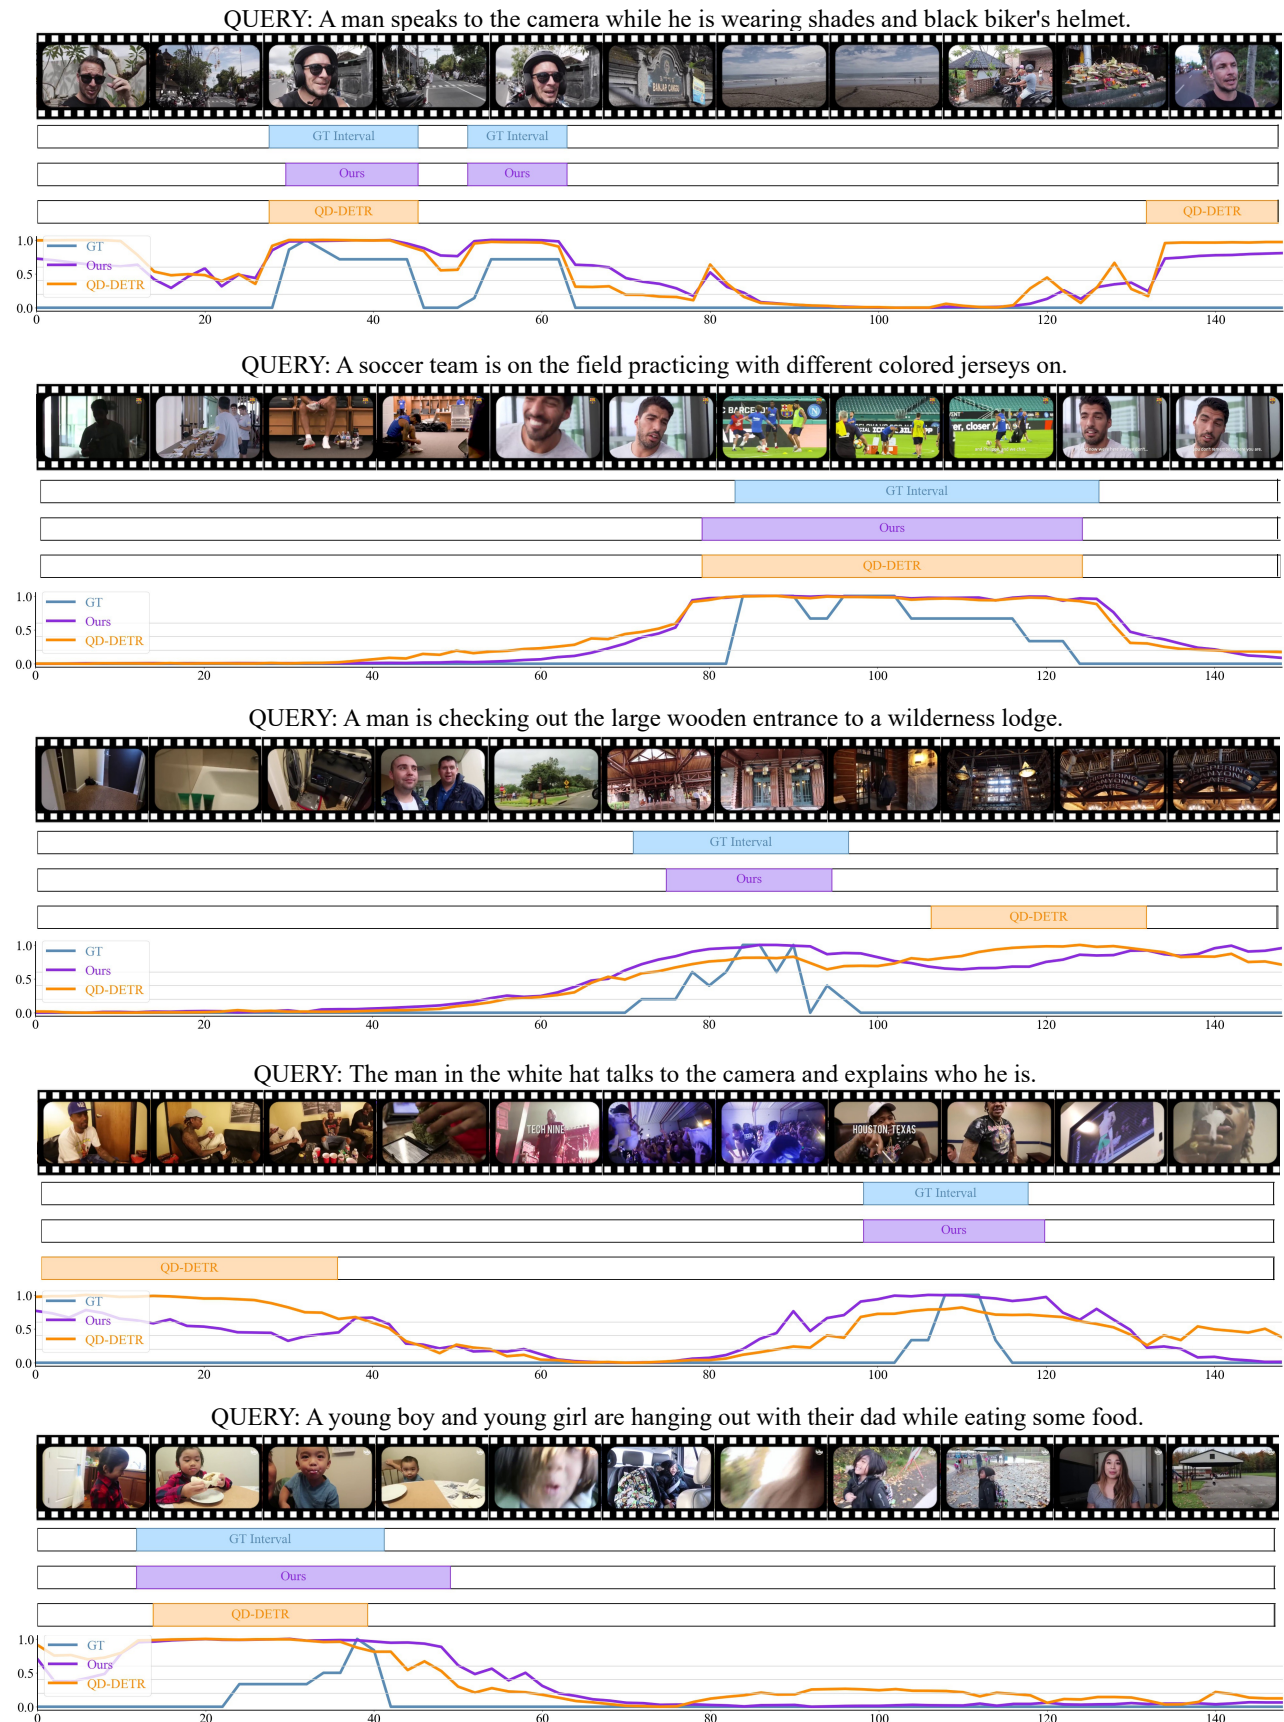 QUERY: A man speaks to the camera while he is wearing shades and black biker's helmet.
BANJAR CANGGU
GT Interval GT Interval
Ours Ours
QD-DETR QD-DETR
1.0
0.5
0.0
GT
Ours
QD-DETR
0 20 40 60 80 100 120 140
QUERY: A soccer team is on the field practicing with different colored jerseys on.
GT Interval
Ours
QD-DETR
1.0
0.5
0.0
GT
Ours
QD-DETR
0 20 40 60 80 100 120 140
QUERY: A man is checking out the large wooden entrance to a wilderness lodge.
GT Interval
Ours
QD-DETR
1.0
0.5
0.0
GT
Ours
QD-DETR
0 20 40 60 80 100 120 140
QUERY: The man in the white hat talks to the camera and explains who he is.
TECH NINE
HOUSTON, TEXAS
GT Interval
Ours
QD-DETR
1.0
0.5
0.0
GT
Ours
QD-DETR
0 20 40 60 80 100 120 140
QUERY: A young boy and young girl are hanging out with their dad while eating some food.
GT Interval
Ours
QD-DETR
1.0
0.5
0.0
GT
Ours
QD-DETR
0 20 40 60 80 100 120 140